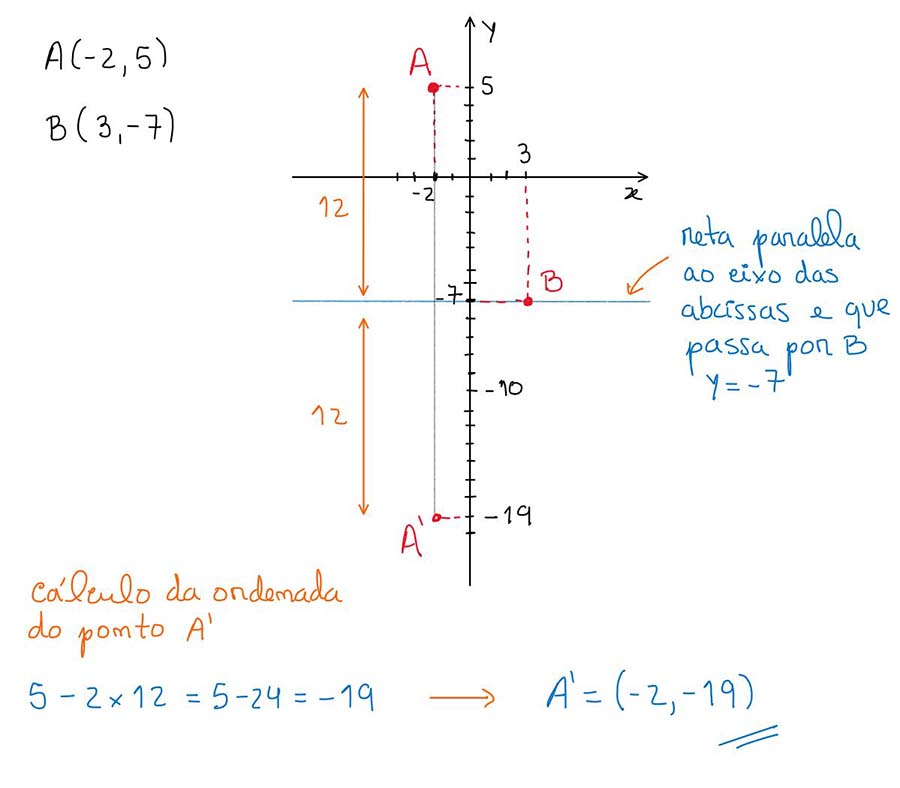 A(-2,5)
B(3,-7)
y
A
5
3
-2
x
12
B
-7
reta paralela
ao eixo das
abcissas e que
passa por B
y = -7
-10
12
A'
-19
cálculo da ordenada
do ponto A'
5 - 2 × 12 = 5 - 24 = -19 → A' = (-2, -19)